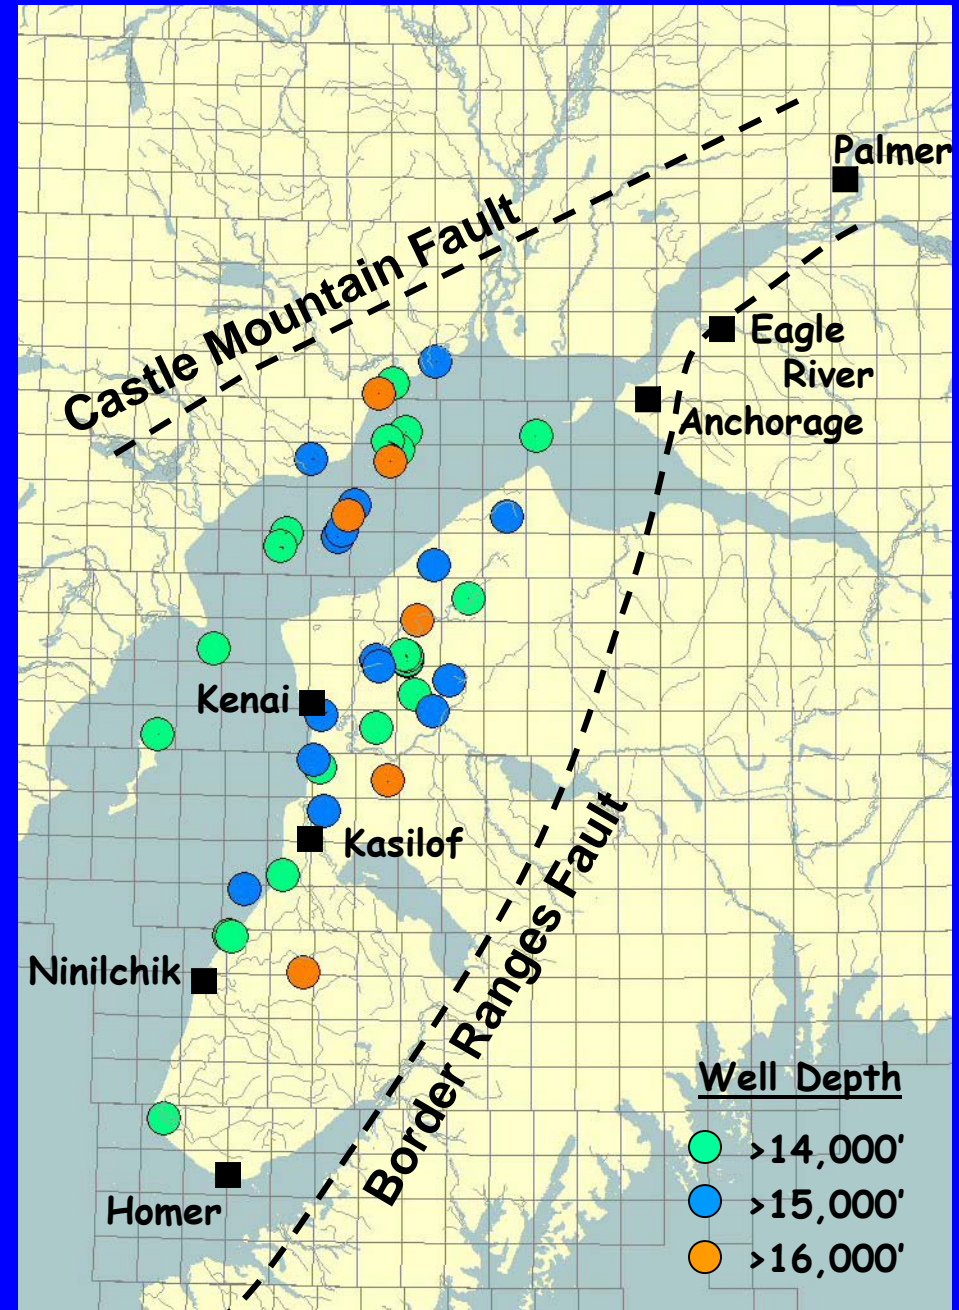 Palmer
Castle Mountain Fault
Eagle
River
Anchorage
Kenai
Kasilof
Border Ranges Fault
Ninilchik
Homer
Well Depth
>14,000'
>15,000'
>16,000'